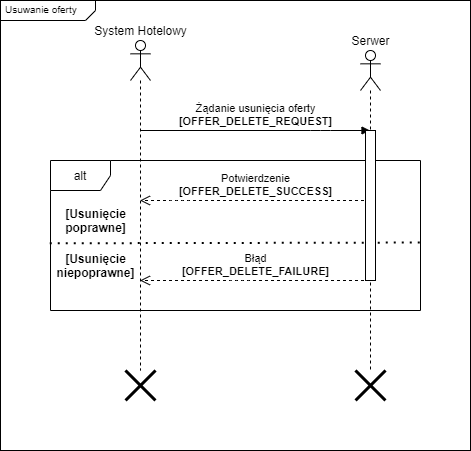 Usuwanie oferty
System Hotelowy
Serwer
Żądanie usunięcia oferty
[OFFER_DELETE_REQUEST]
alt
Potwierdzenie
[OFFER_DELETE_SUCCESS]
[Usunięcie
poprawne]
[Usunięcie
niepoprawne]
Błąd
[OFFER_DELETE_FAILURE]